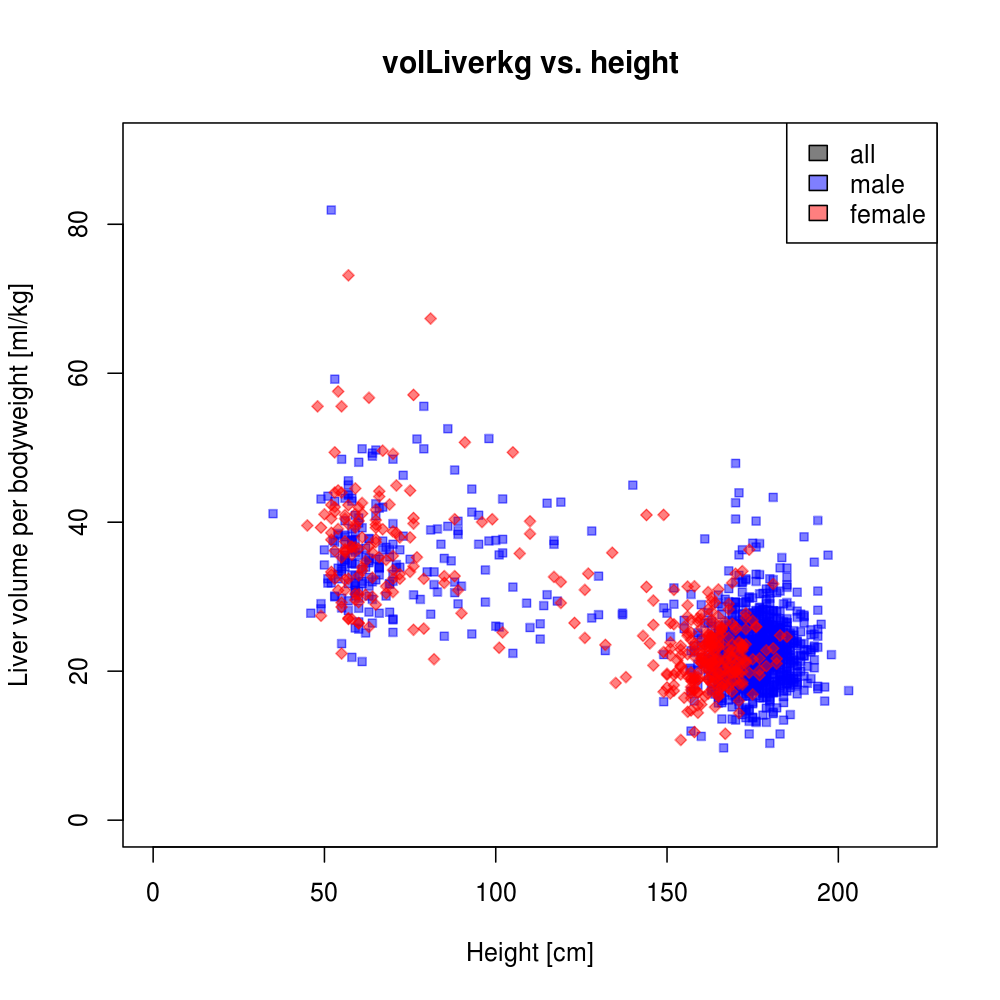 volLiverkg vs. height
all
male
female
Liver volume per bodyweight [ml/kg]
80
60
40
20
0
0 50 100 150 200
Height [cm]